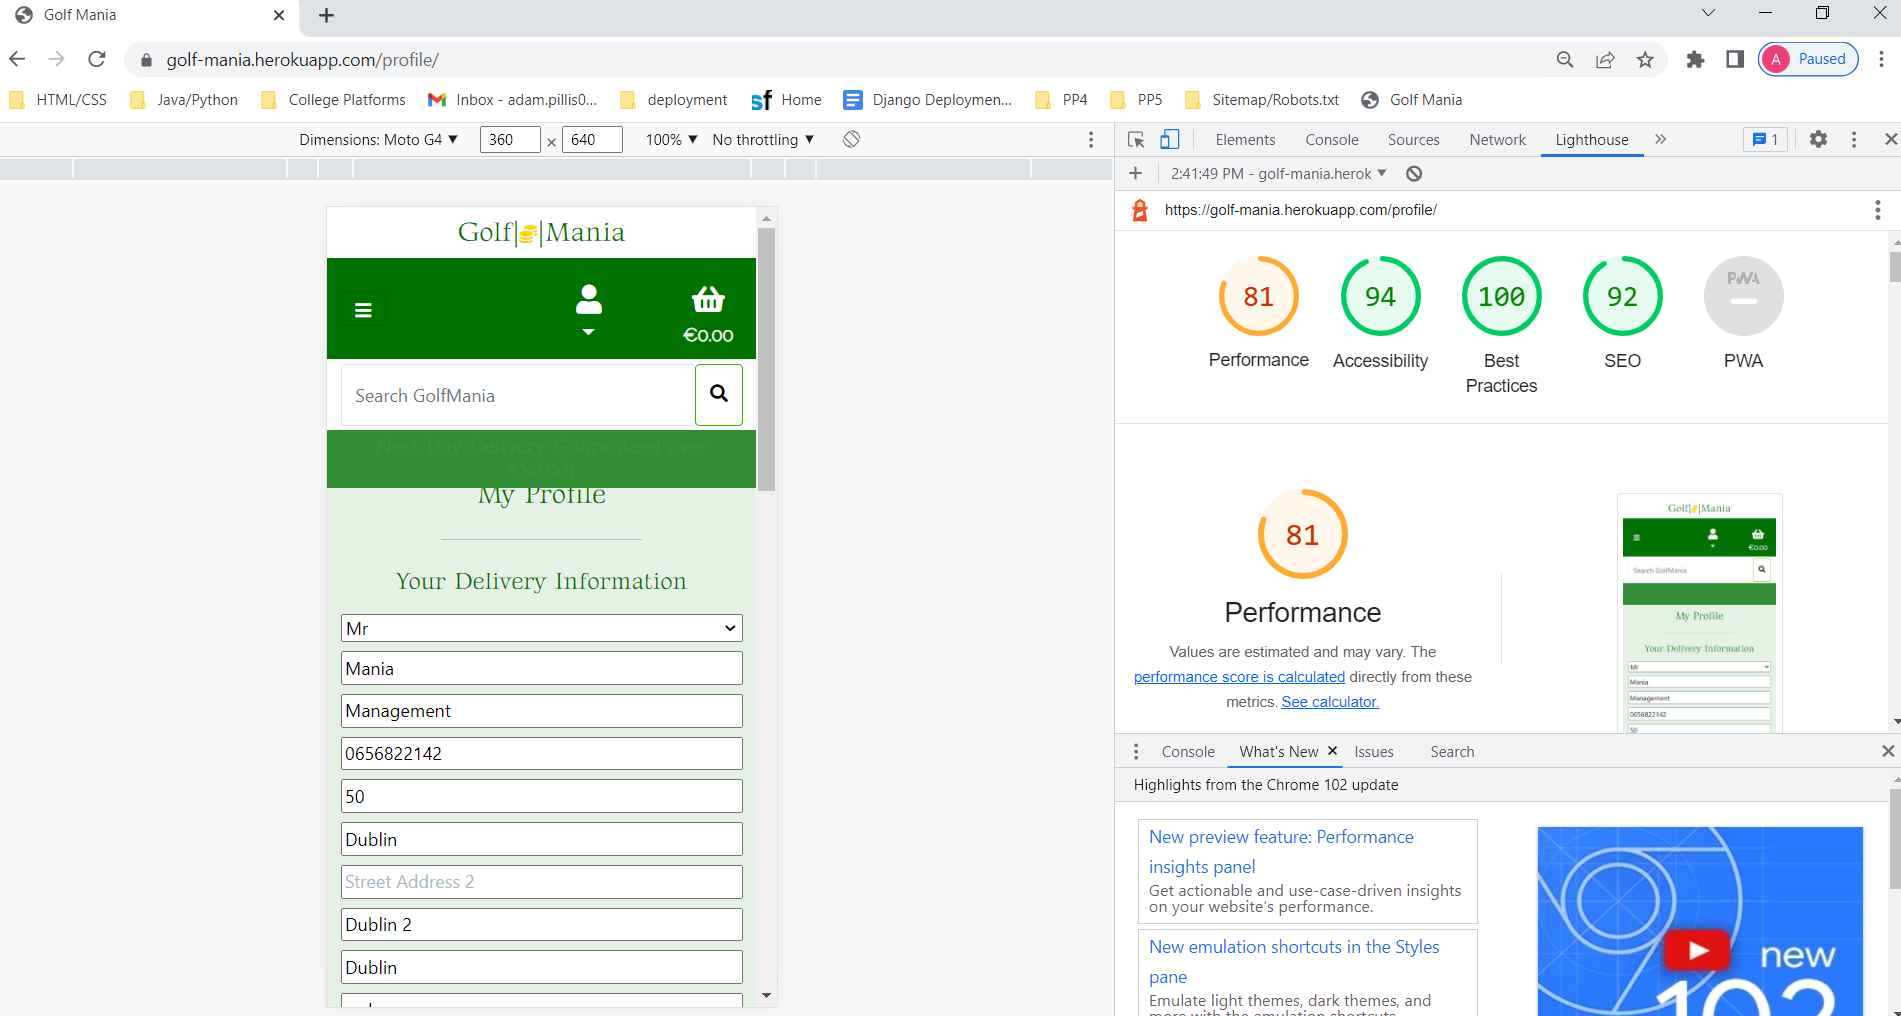 Golf Mania
golf-mania.herokuapp.com/profile/
A Paused
HTML/CSS Java/Python College Platforms Inbox - adam.pillis0... deployment sf Home Django Deploymen... PP4 PP5 Sitemap/Robots.txt Golf Mania
Dimensions: Moto G4 360 × 640 100% No throttling
Elements Console Sources Network Lighthouse 1
2:41:49 PM - golf-mania.herok
https://golf-mania.herokuapp.com/profile/
Golf Mania
€0.00
Search GolfMania
Next Day Delivery Guaranteed over
€80.00!
My Profile
Your Delivery Information
Mr
Mania
Management
0656822142
50
Dublin
Street Address 2
Dublin 2
Dublin
81 94 100 92 PWA
Performance Accessibility Best SEO PWA
Practices
81
Performance
Values are estimated and may vary. The
performance score is calculated directly from these
metrics. See calculator.
Golf Mania
€0.00
Search GolfMania
My Profile
Your Delivery Information
Mr
Mania
Management
0656822142
50
Console What's New Issues Search
Highlights from the Chrome 102 update
New preview feature: Performance
insights panel
Get actionable and use-case-driven insights
on your website's performance.
New emulation shortcuts in the Styles
pane
Emulate light themes, dark themes, and
more with the emulation shortcuts
new
102